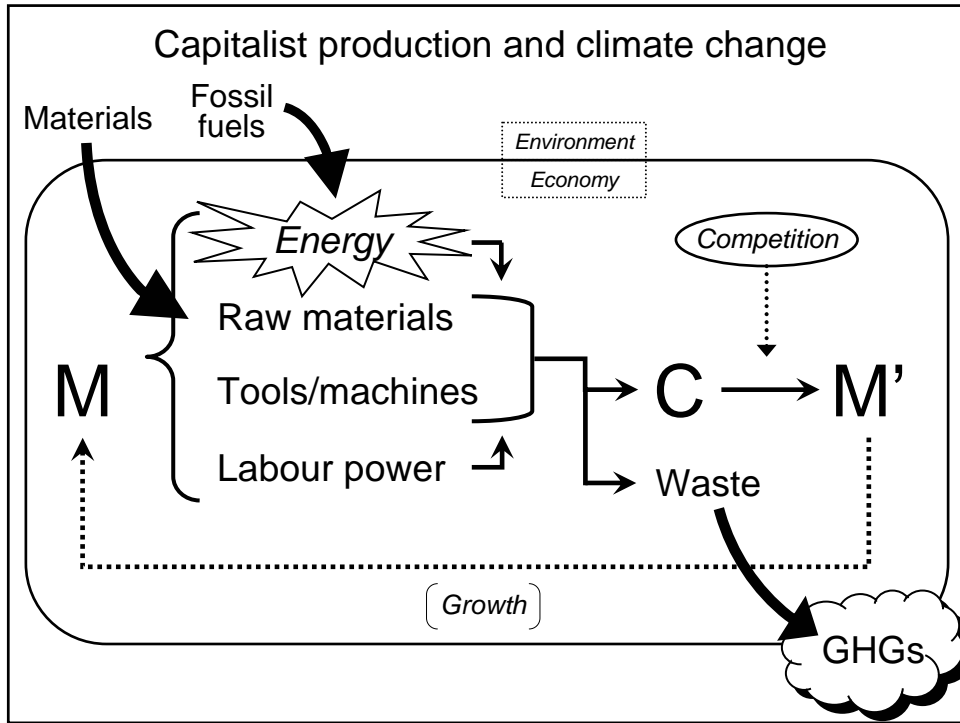 Capitalist production and climate change
Fossil
fuels
Materials
Environment
Economy
Energy
Competition
Raw materials
M
Tools/machines
C
M’
Labour power
Waste
Growth
GHGs